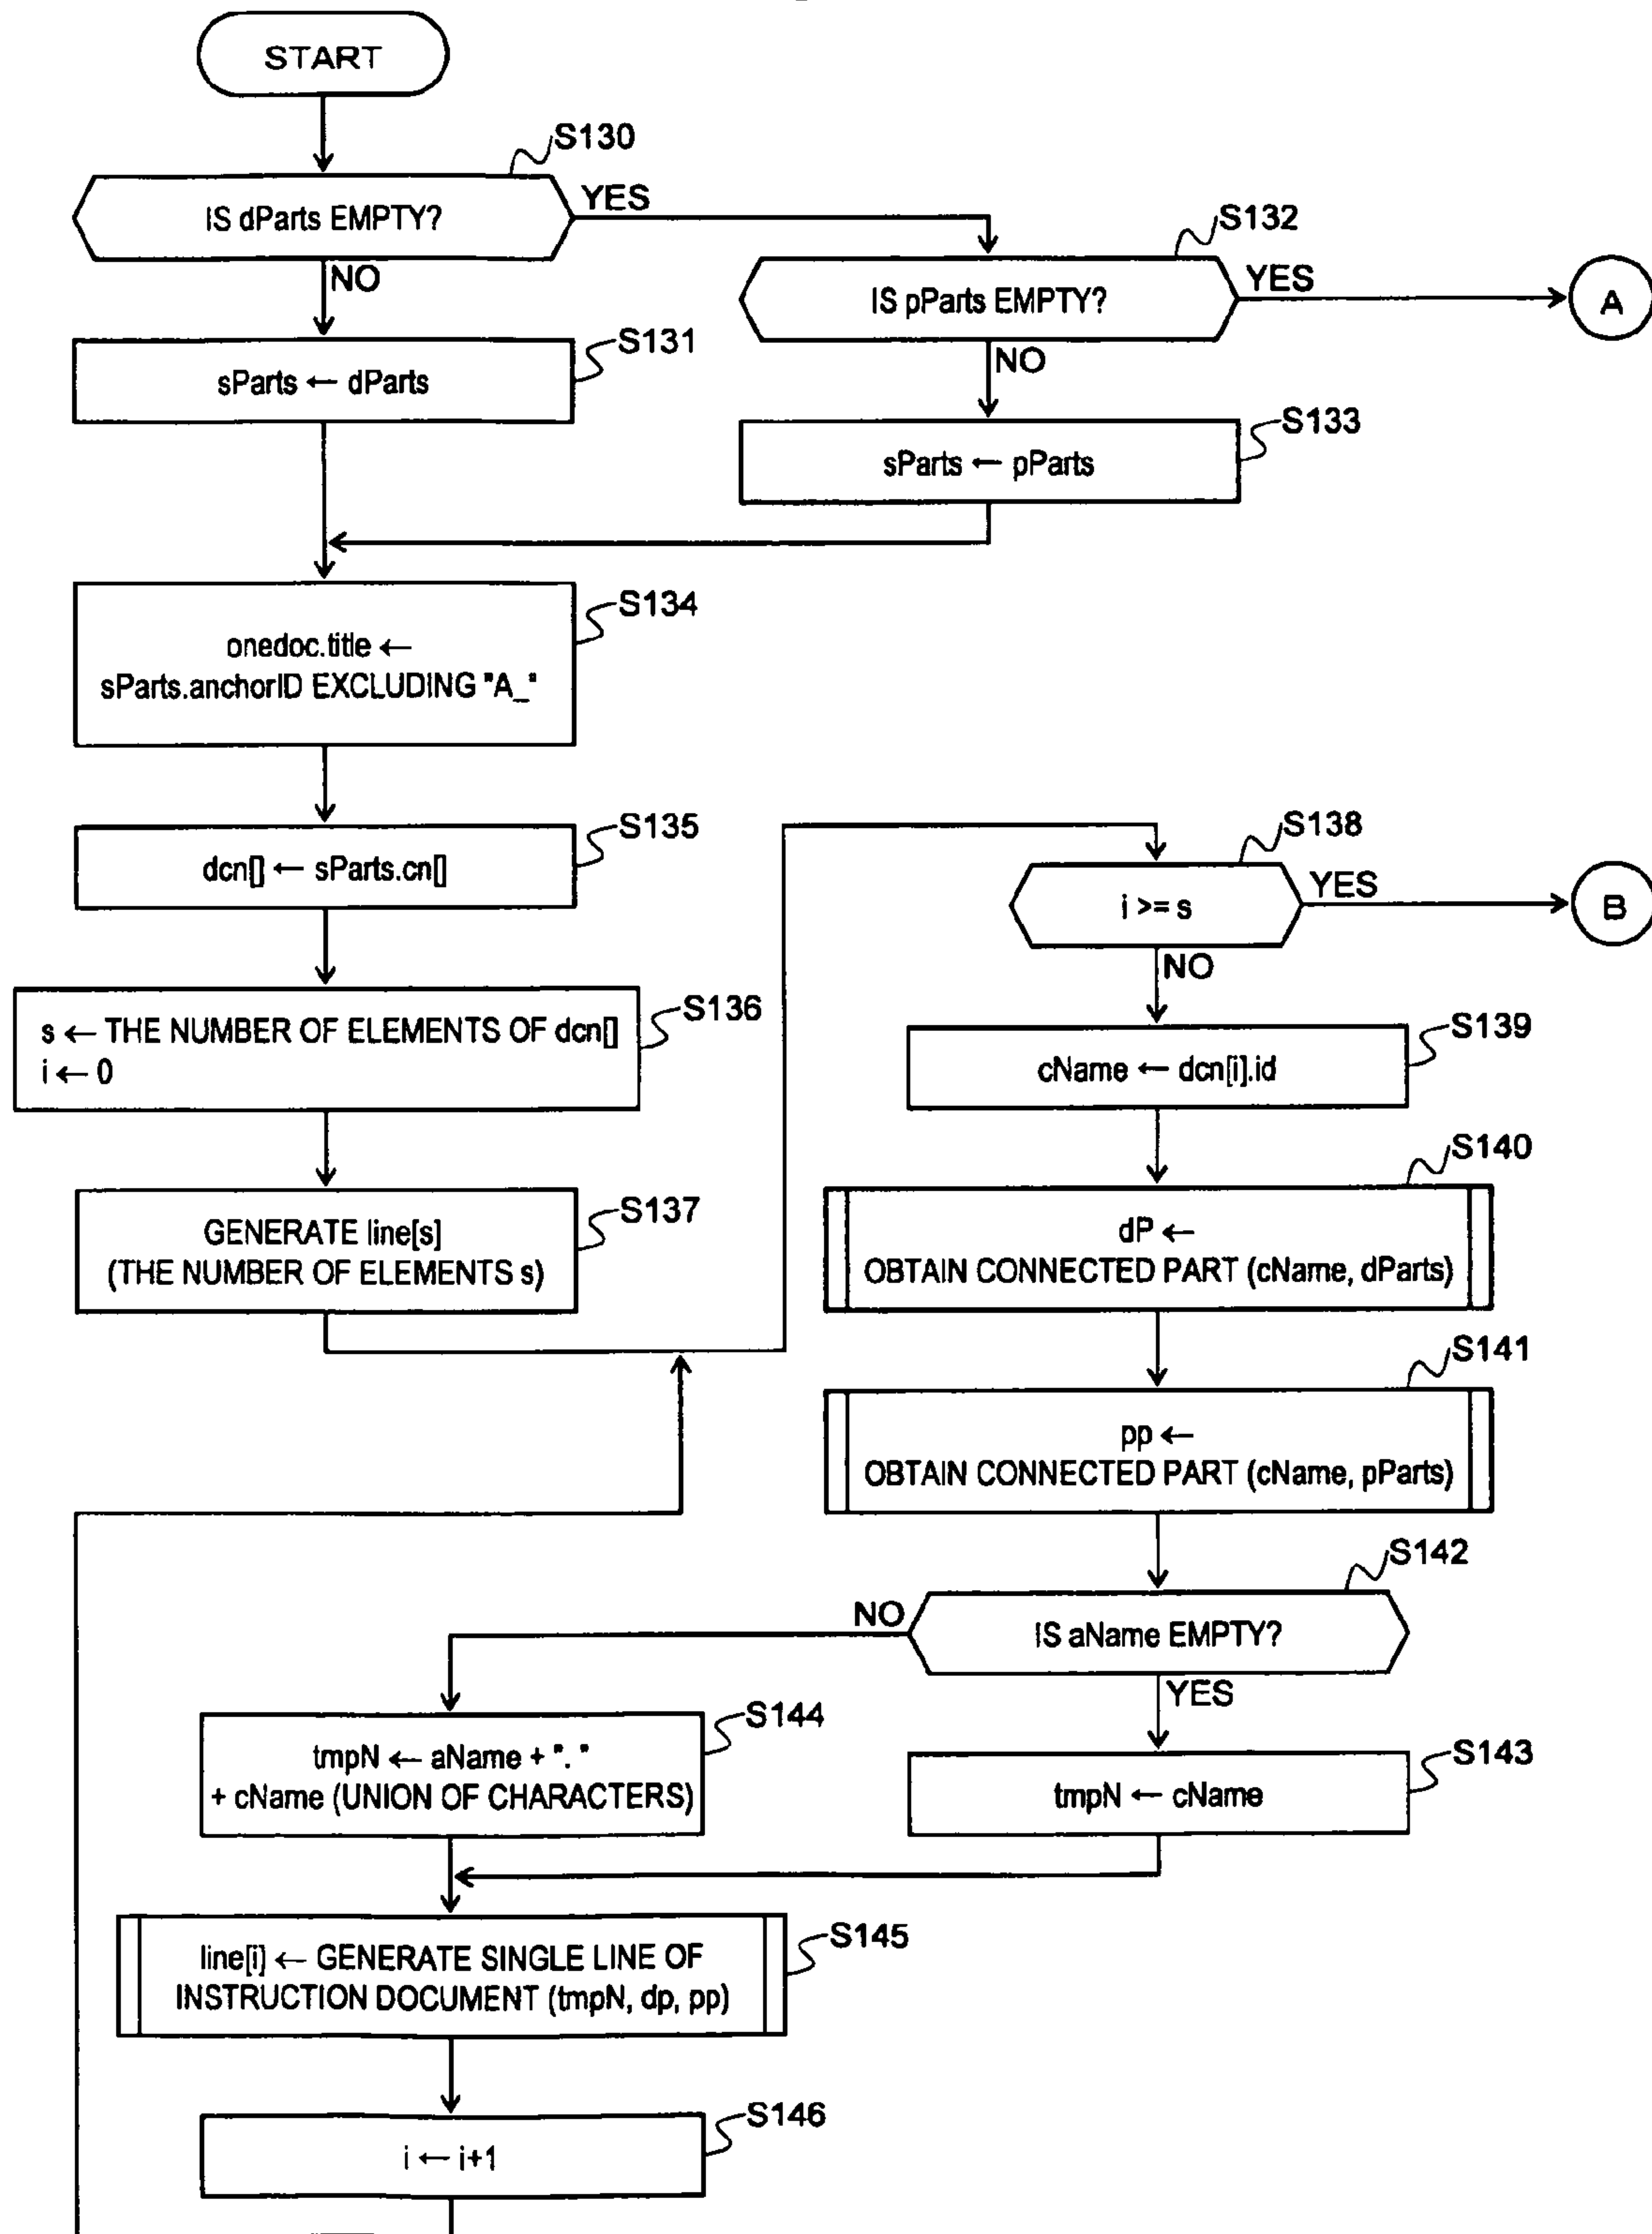 START
S130
IS dParts EMPTY?
YES
NO
S132
IS pParts EMPTY?
YES
A
NO
S131
sParts ← dParts
S133
sParts ← pParts
S134
onedoc.title ←
sParts.anchorID EXCLUDING "A_"
S135
dcn[] ← sParts.cn[]
S136
s ← THE NUMBER OF ELEMENTS OF dcn[]
i ← 0
S137
GENERATE line[s]
(THE NUMBER OF ELEMENTS s)
S138
i >= s
YES
B
NO
S139
cName ← dcn[i].id
S140
dP ←
OBTAIN CONNECTED PART (cName, dParts)
S141
pp ←
OBTAIN CONNECTED PART (cName, pParts)
S142
IS aName EMPTY?
NO
YES
S144
tmpN ← aName + "."
+ cName (UNION OF CHARACTERS)
S143
tmpN ← cName
S145
line[i] ← GENERATE SINGLE LINE OF
INSTRUCTION DOCUMENT (tmpN, dp, pp)
S146
i ← i+1